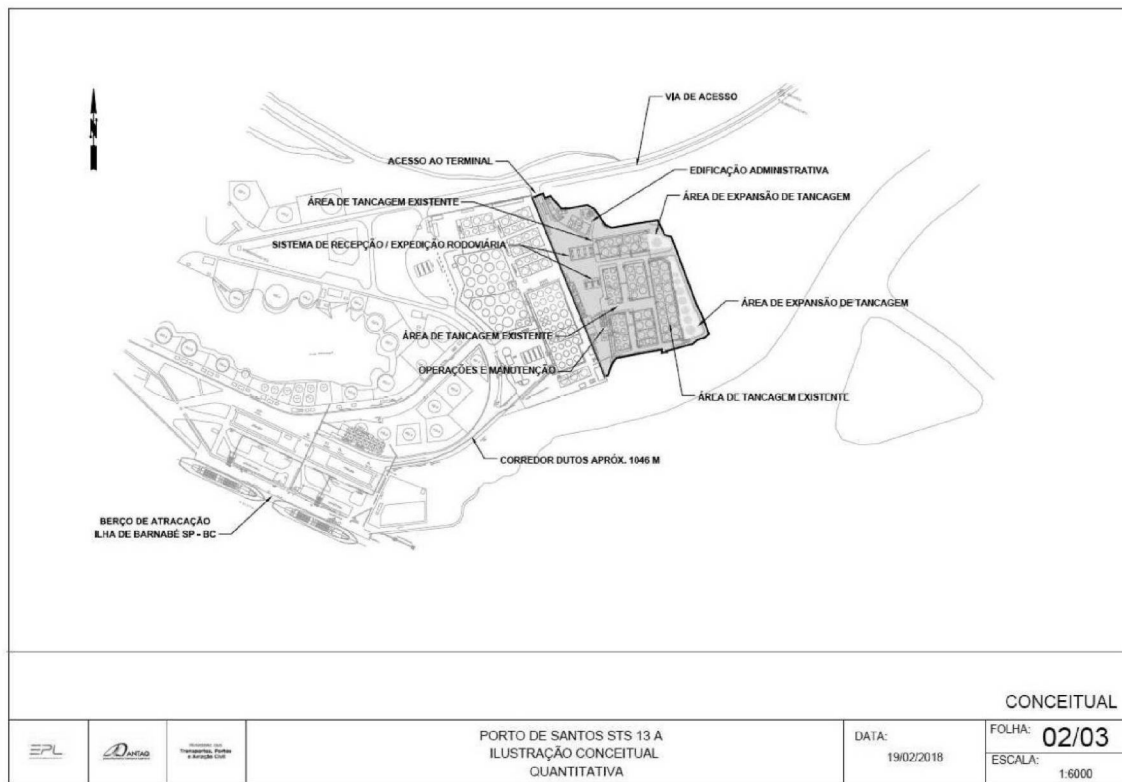 VIA DE ACESSO
ACESSO AO TERMINAL
EDIFICAÇÃO ADMINISTRATIVA
ÁREA DE TANCAGEM EXISTENTE
ÁREA DE EXPANSÃO DE TANCAGEM
SISTEMA DE RECEPÇÃO / EXPEDIÇÃO RODOVIÁRIA
ÁREA DE EXPANSÃO DE TANCAGEM
ÁREA DE TANCAGEM EXISTENTE
OPERAÇÕES E MANUTENÇÃO
ÁREA DE TANCAGEM EXISTENTE
CORREDOR DUTOS APRÓX. 1046 M
BERÇO DE ATRACAÇÃO
ILHA DE BARNABÉ SP - BC
N
CONCEITUAL
EPL
ANTAQ
Transportes, Portos
e Aviação Civil
PORTO DE SANTOS STS 13 A
ILUSTRAÇÃO CONCEITUAL
QUANTITATIVA
DATA:
19/02/2018
FOLHA: 02/03
ESCALA:
1:6000